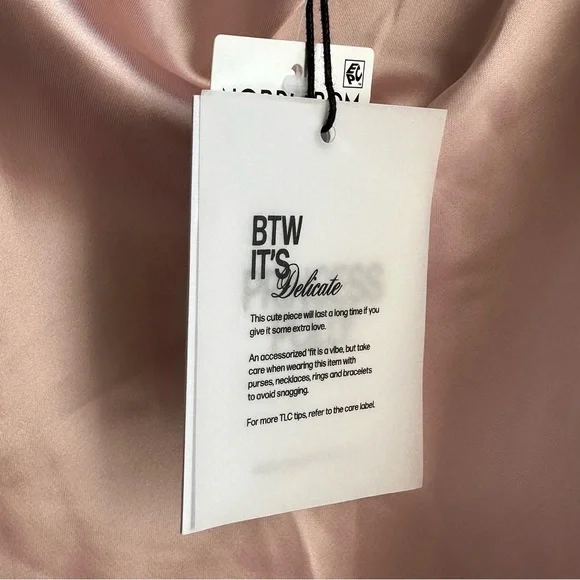 EPC
BTW
IT'S
Delicate
This cute piece will last a long time if you
give it some extra love.
An accessorized 'fit is a vibe, but take
care when wearing this item with
purses, necklaces, rings and bracelets
to avoid snagging.
For more TLC tips, refer to the care label.